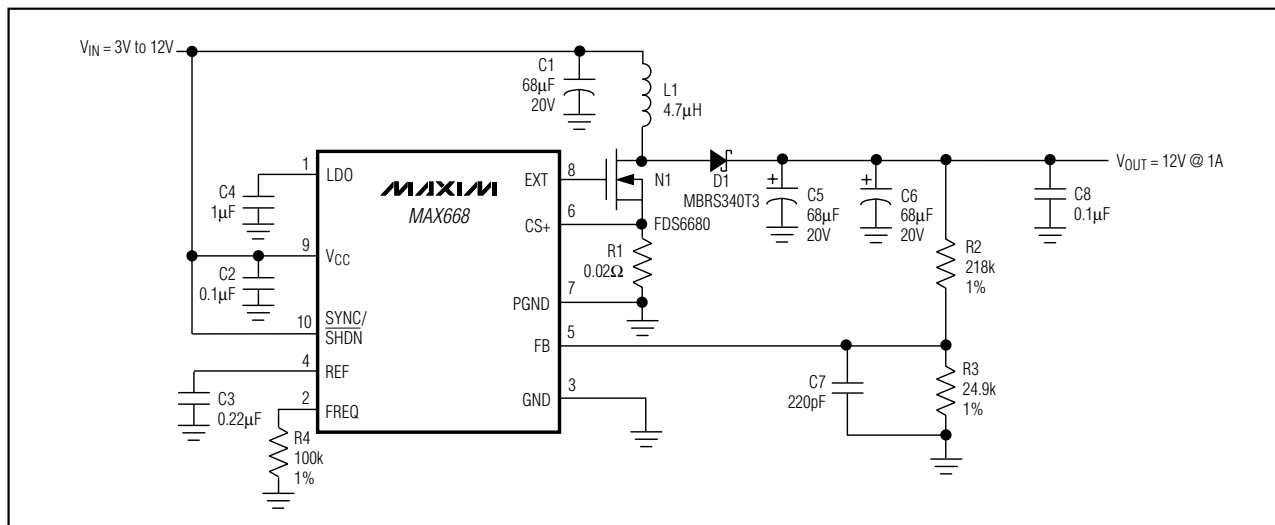 V_IN = 3V to 12V
C1
68µF
20V
L1
4.7µH
1
LDO
C4
1µF
MAXIM
MAX668
EXT
8
N1
FDS6680
D1
MBRS340T3
V_OUT = 12V @ 1A
C5
68µF
20V
C6
68µF
20V
C8
0.1µF
6
CS+
R1
0.02Ω
R2
218k
1%
9
V_CC
C2
0.1µF
7
PGND
10
SYNC/
SHDN
5
FB
4
REF
C3
0.22µF
C7
220pF
R3
24.9k
1%
2
FREQ
3
GND
R4
100k
1%